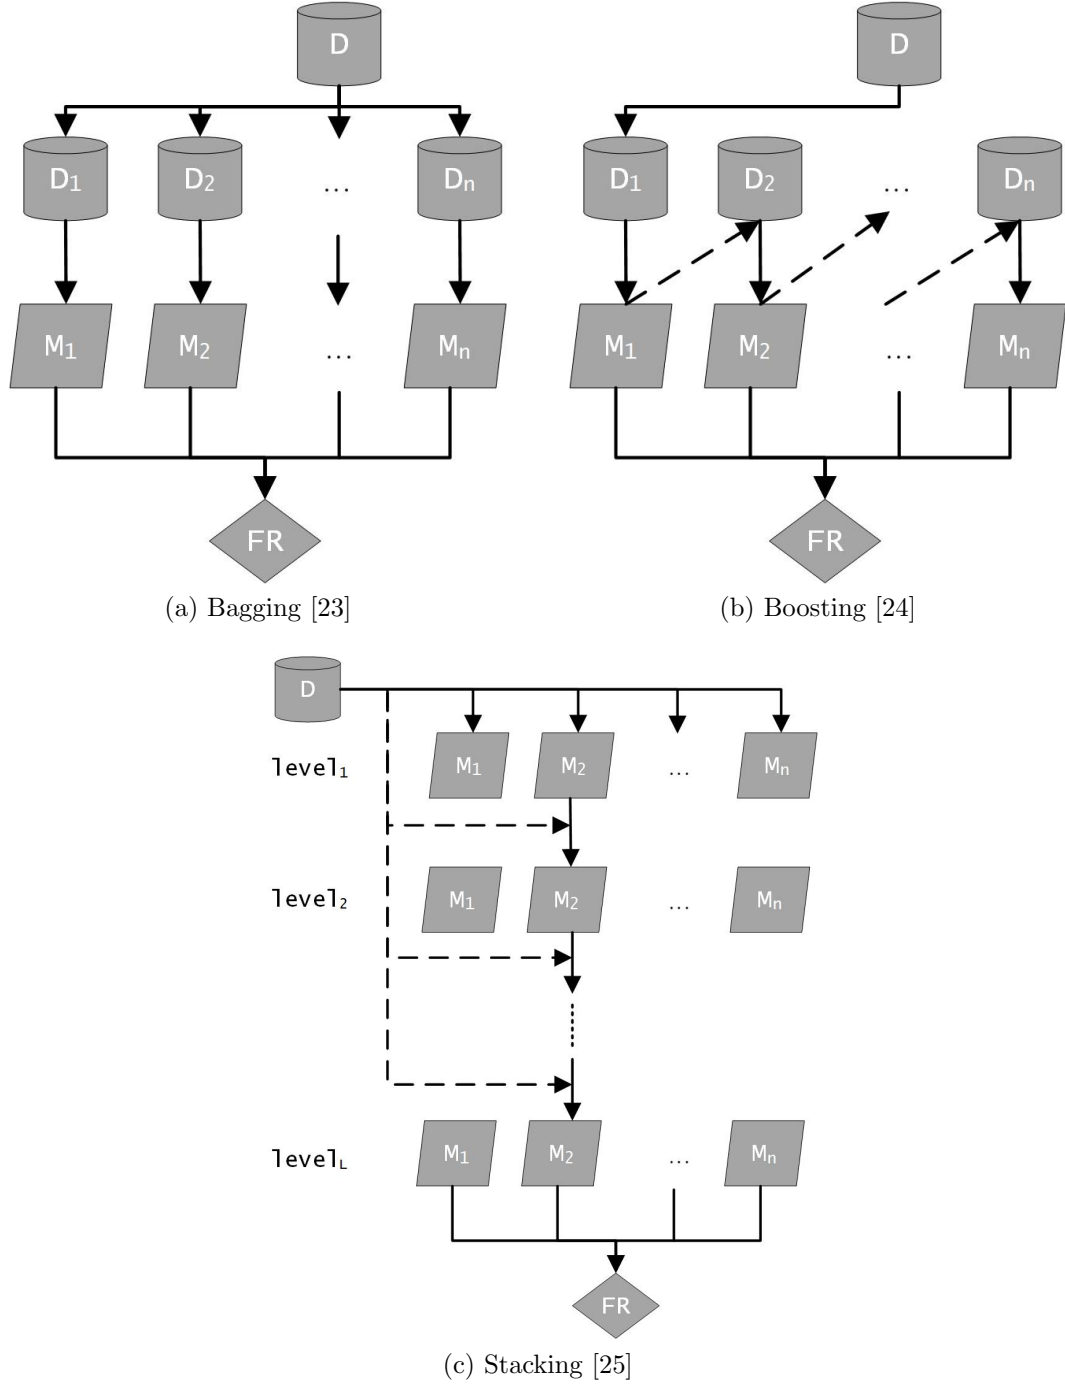 D
D₁ D₂ ... Dₙ
M₁ M₂ ... Mₙ
FR
(a) Bagging [23]
D
D₁ D₂ ... Dₙ
M₁ M₂ ... Mₙ
FR
(b) Boosting [24]
D
level₁ M₁ M₂ ... Mₙ
level₂ M₁ M₂ ... Mₙ
level_L M₁ M₂ ... Mₙ
FR
(c) Stacking [25]